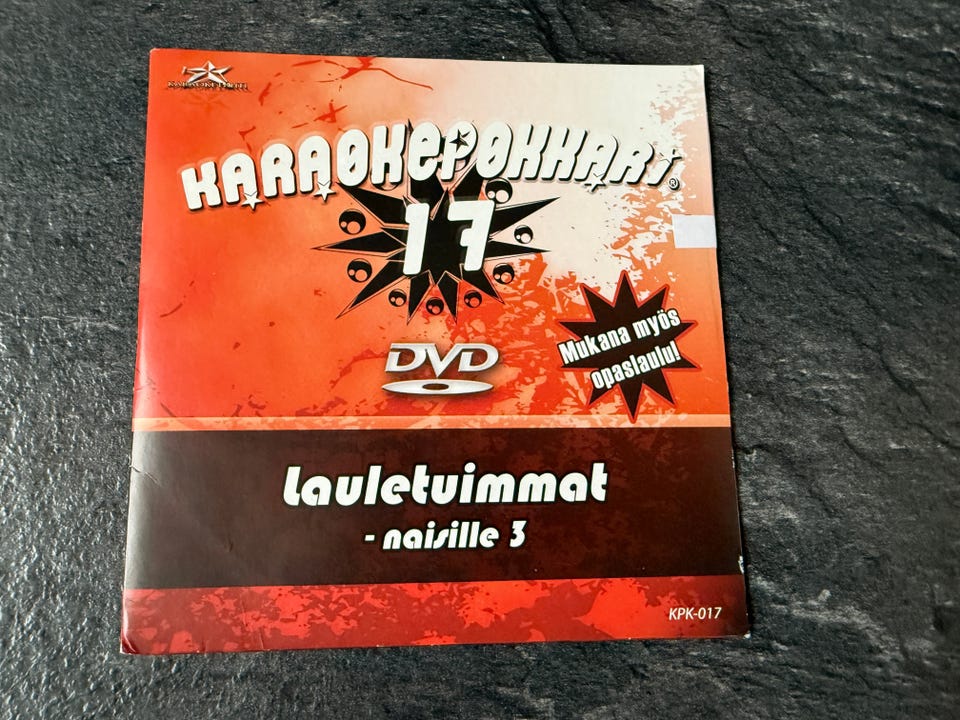 KARAOKEPOKKARI®
17
DVD
Mukana myös
opaslaulu!
Lauletuimmat
- naisille 3
KPK-017